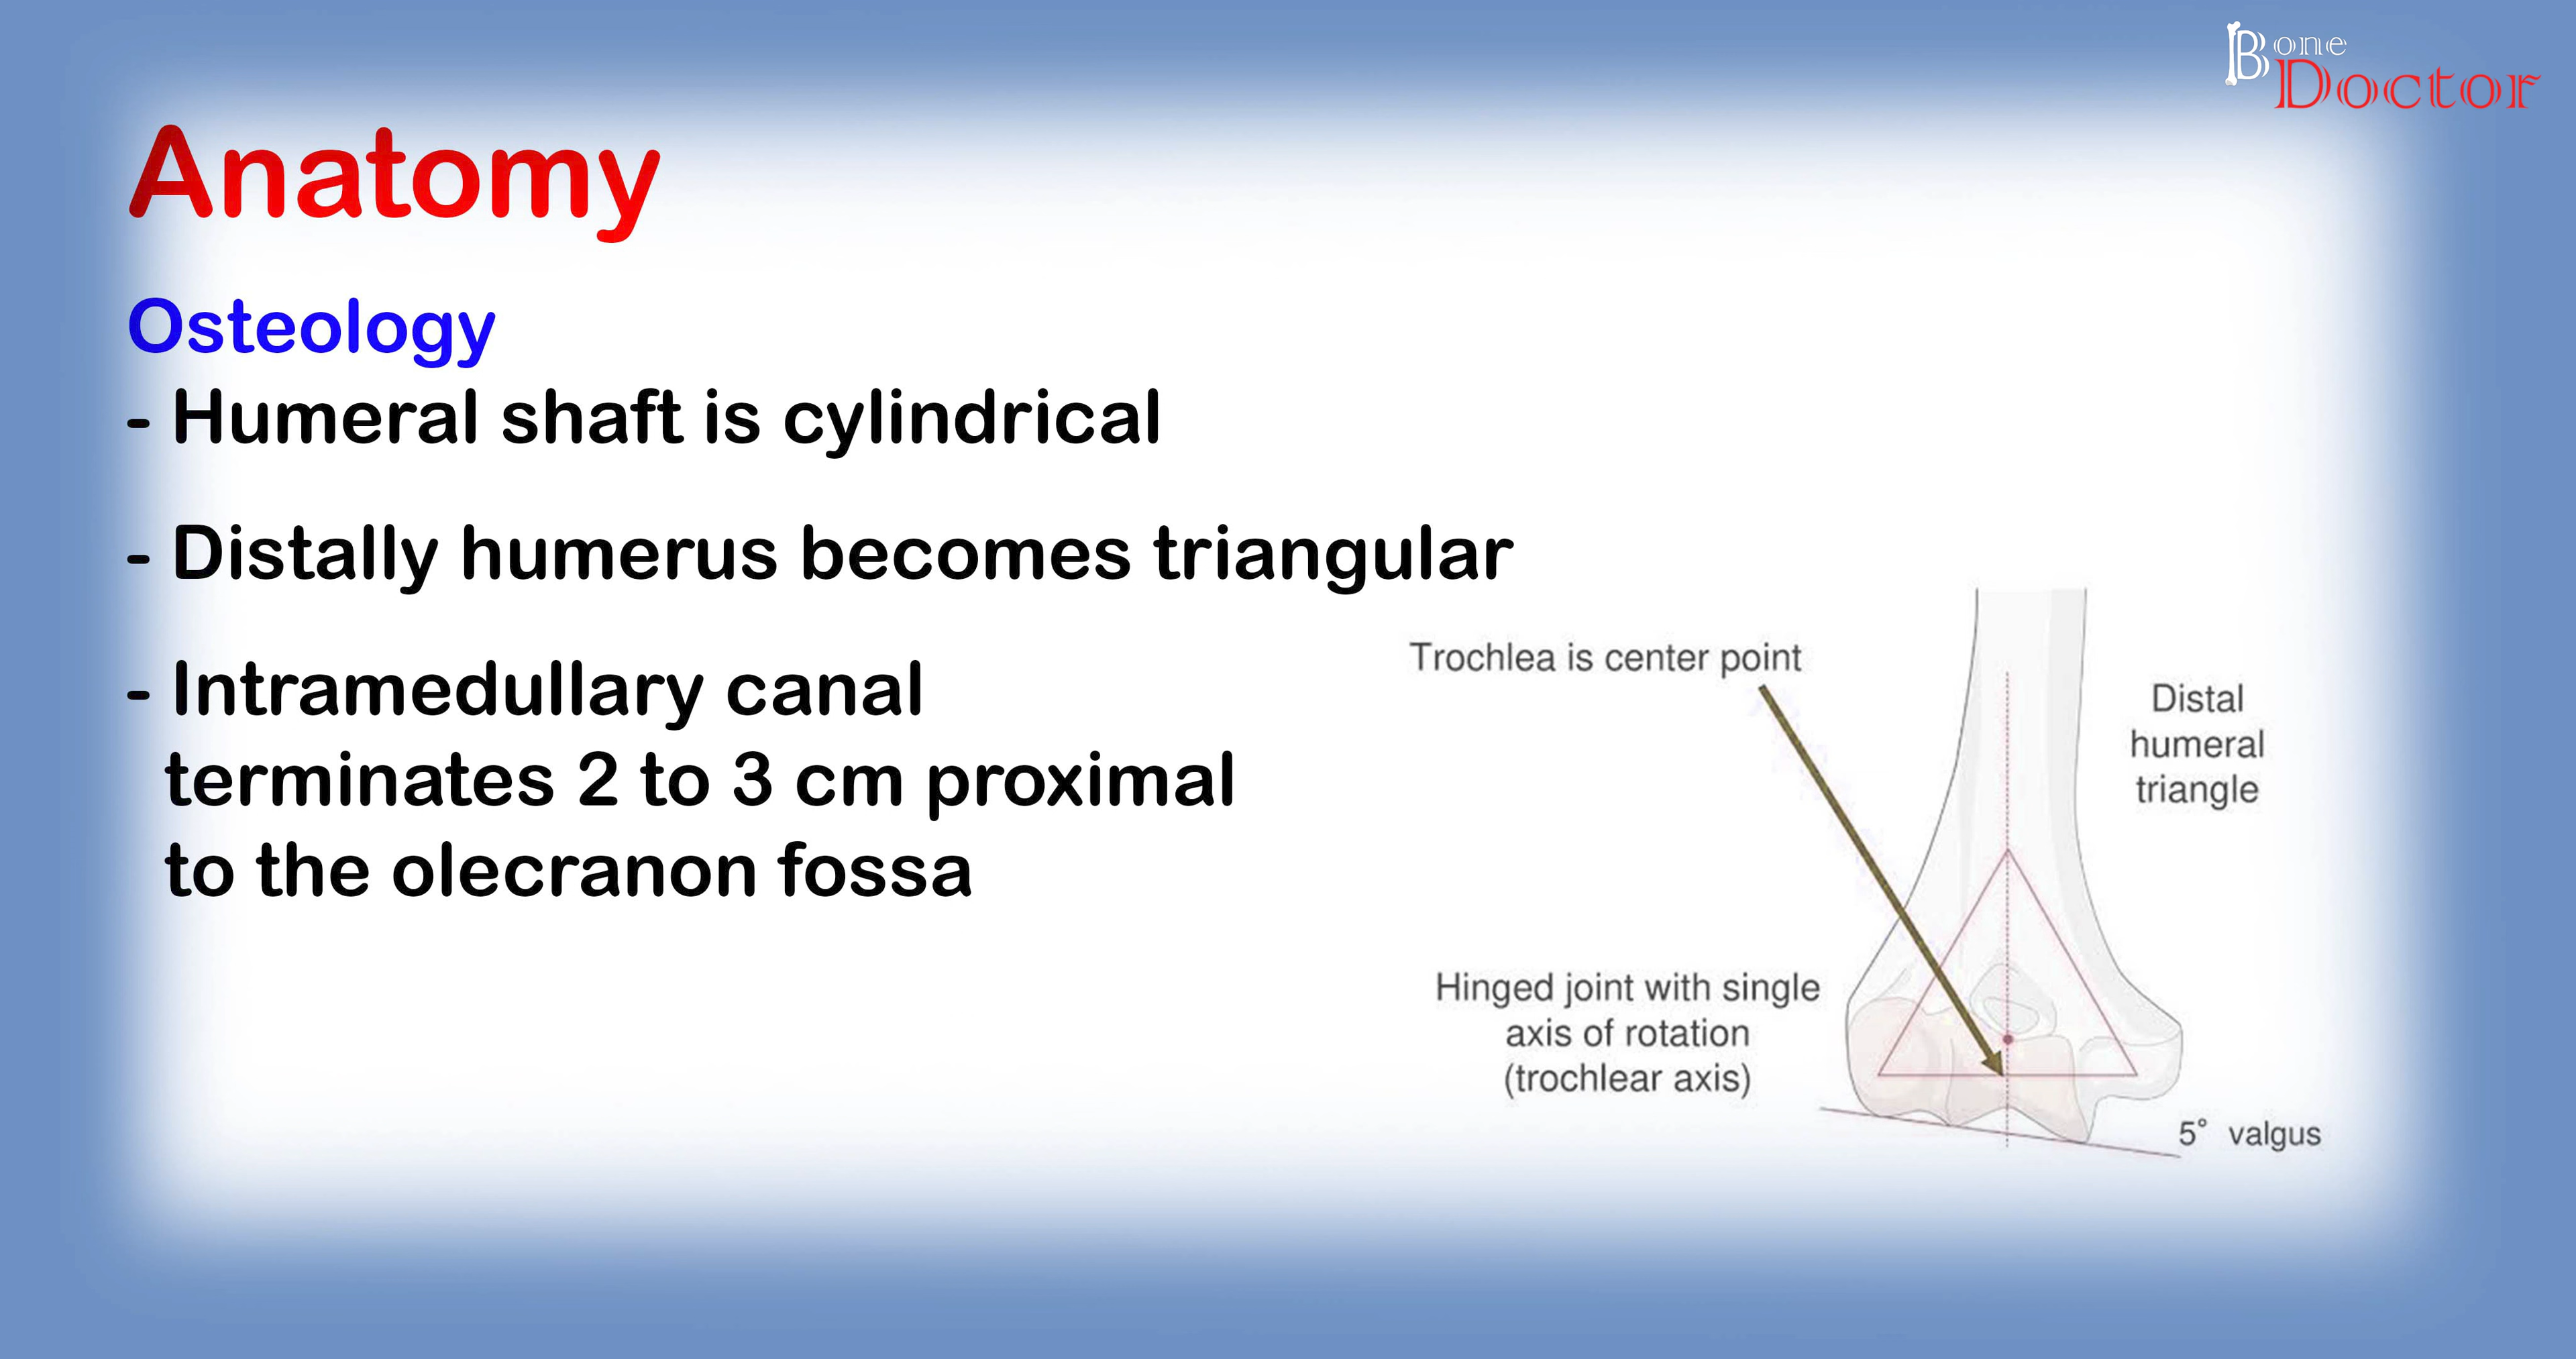 Bone
Doctor
Anatomy
Osteology
- Humeral shaft is cylindrical
- Distally humerus becomes triangular
- Intramedullary canal
terminates 2 to 3 cm proximal
to the olecranon fossa
Trochlea is center point
Distal
humeral
triangle
Hinged joint with single
axis of rotation
(trochlear axis)
5° valgus